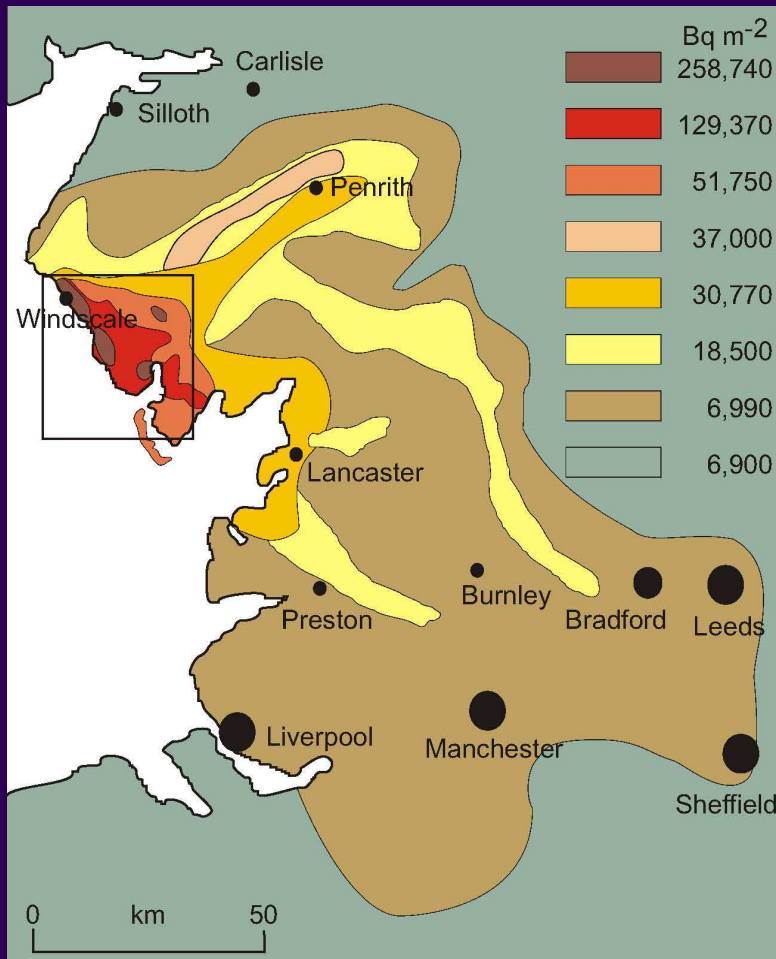 Bq m⁻²
258,740
129,370
51,750
37,000
30,770
18,500
6,990
6,900
Carlisle
Silloth
Penrith
Windscale
Lancaster
Preston
Burnley
Bradford
Leeds
Liverpool
Manchester
Sheffield
0 km 50